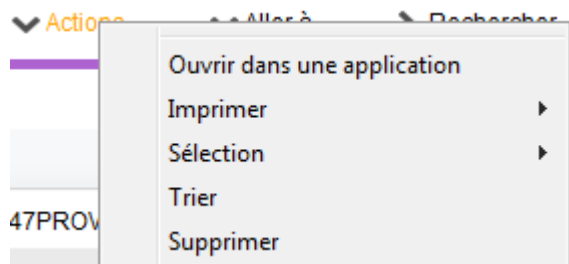 Actions Aller à Rechercher
Ouvrir dans une application
Imprimer
Sélection
Trier
47PROV
Supprimer